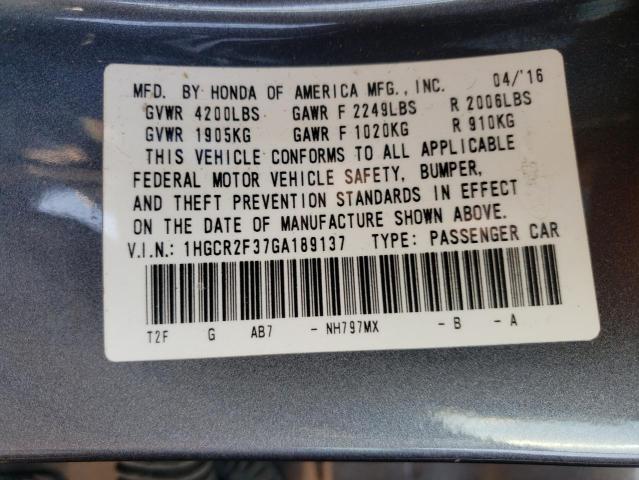 MFD. BY HONDA OF AMERICA MFG., INC. 04/'16
GVWR 4200LBS GAWR F 2249LBS R 2006LBS
GVWR 1905KG GAWR F 1020KG R 910KG
THIS VEHICLE CONFORMS TO ALL APPLICABLE
FEDERAL MOTOR VEHICLE SAFETY, BUMPER,
AND THEFT PREVENTION STANDARDS IN EFFECT
ON THE DATE OF MANUFACTURE SHOWN ABOVE.
V.I.N.: 1HGCR2F37GA189137 TYPE: PASSENGER CAR
T2F G AB7 - NH797MX - B - A